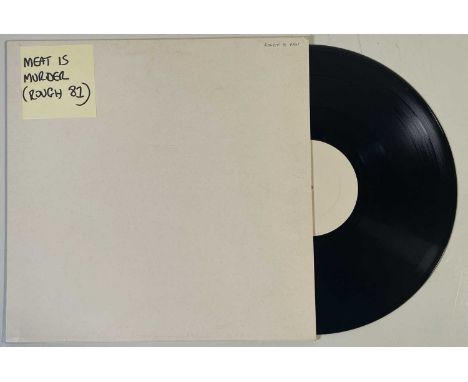 MEAT IS
MURDER
(ROUGH 81)